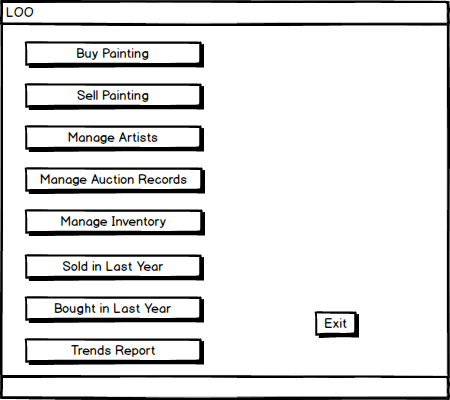 LOO
Buy Painting
Sell Painting
Manage Artists
Manage Auction Records
Manage Inventory
Sold in Last Year
Bought in Last Year
Exit
Trends Report